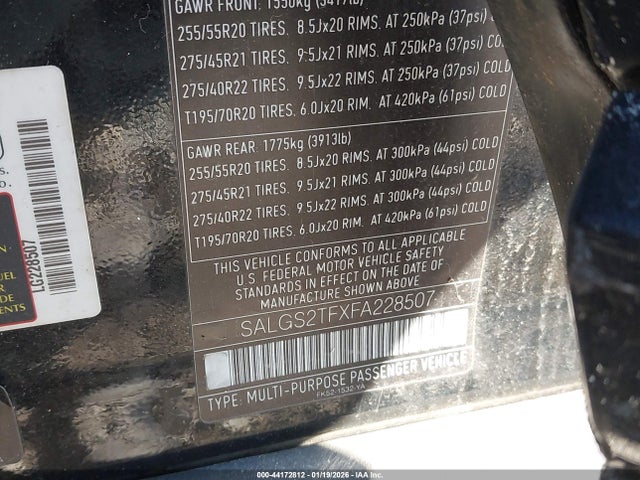 GAWR FRONT: 1550kg (3417lb)
255/55R20 TIRES. 8.5Jx20 RIMS. AT 250kPa (37psi) COLD
275/45R21 TIRES. 9.5Jx21 RIMS. AT 250kPa (37psi) COLD
275/40R22 TIRES. 9.5Jx22 RIMS. AT 250kPa (37psi) COLD
T195/70R20 TIRES. 6.0Jx20 RIM. AT 420kPa (61psi) COLD
GAWR REAR: 1775kg (3913lb)
255/55R20 TIRES. 8.5Jx20 RIMS. AT 300kPa (44psi) COLD
275/45R21 TIRES. 9.5Jx21 RIMS. AT 300kPa (44psi) COLD
275/40R22 TIRES. 9.5Jx22 RIMS. AT 300kPa (44psi) COLD
T195/70R20 TIRES. 6.0Jx20 RIM. AT 420kPa (61psi) COLD
THIS VEHICLE CONFORMS TO ALL APPLICABLE
U.S. FEDERAL MOTOR VEHICLE SAFETY
STANDARDS IN EFFECT ON THE DATE OF
MANUFACTURE SHOWN ABOVE.
SALGS2TFXFA228507
TYPE: MULTI-PURPOSE PASSENGER VEHICLE
FK52-1532-YA
LG228507
000-44172812 - 01/19/2026 - IAAI Copyright